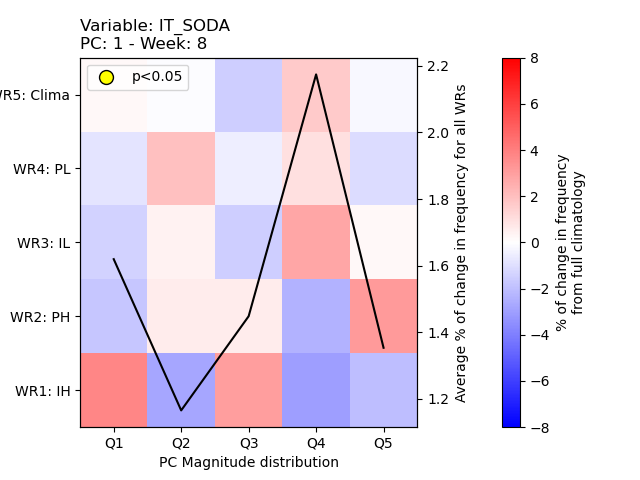 Variable: IT_SODA
PC: 1 - Week: 8
p<0.05
WR5: Clima
WR4: PL
WR3: IL
WR2: PH
WR1: IH
Q1 Q2 Q3 Q4 Q5
PC Magnitude distribution
2.2
2.0
1.8
1.6
1.4
1.2
Average % of change in frequency for all WRs
8
6
4
2
0
−2
−4
−6
−8
% of change in frequency
from full climatology